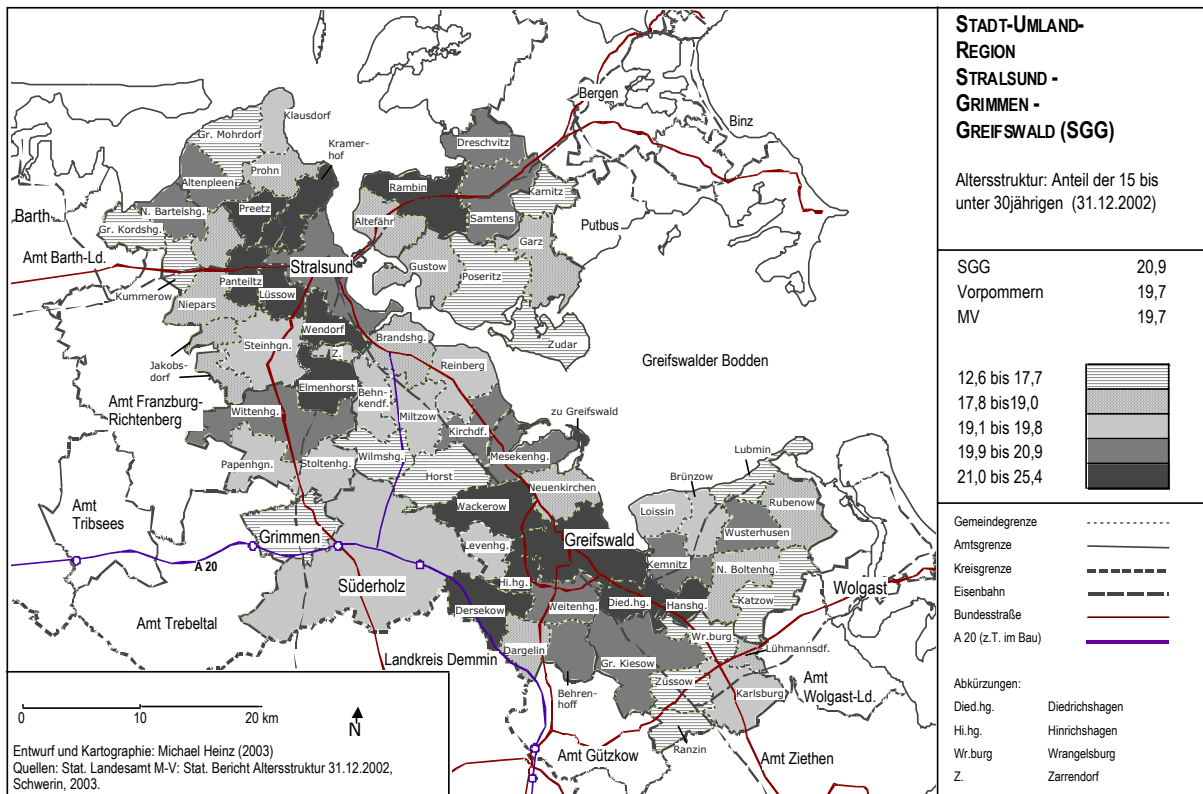 STADT-UMLAND-
REGION
STRALSUND -
GRIMMEN -
GREIFSWALD (SGG)
Altersstruktur: Anteil der 15 bis
unter 30jährigen (31.12.2002)
SGG 20,9
Vorpommern 19,7
MV 19,7
12,6 bis 17,7
17,8 bis19,0
19,1 bis 19,8
19,9 bis 20,9
21,0 bis 25,4
Gemeindegrenze
Amtsgrenze
Kreisgrenze
Eisenbahn
Bundesstraße
A 20 (z.T. im Bau)
Abkürzungen:
Died.hg. Diedrichshagen
Hi.hg. Hinrichshagen
Wr.burg Wrangelsburg
Z. Zarrendorf
Bergen
Binz
Klausdorf
Gr. Mohrdorf
Kramer-
hof
Dreschvitz
Prohn
Altenpleen
Rambin
Karnitz
Barth
Preetz
N. Bartelshg.
Samtens
Altefähr
Putbus
Gr. Kordshg.
Garz
Amt Barth-Ld.
Stralsund
Gustow
Poseritz
Panteiltz
Kummerow
Lüssow
Niepars
Wendorf
Brandshg.
Zudar
Steinhgn.
Z.
Reinberg
Greifswalder Bodden
Jakobs-
dorf
Elmenhorst
Behn-
kendf.
Amt Franzburg-
Richtenberg
Wittenhg.
Miltzow
zu Greifswald
Kirchdf.
Mesekenhg.
Wilmshg.
Papenhgn.
Stoltenhg.
Horst
Lubmin
Brünzow
Neuenkirchen
Rubenow
Amt
Tribsees
Wackerow
Loissin
Wusterhusen
Grimmen
Greifswald
Levenhg.
A 20
Kemnitz
N. Boltenhg.
Süderholz
Hi.hg.
Wolgast
Katzow
Dersekow
Weitenhg.
Died.hg.
Hanshg.
Amt Trebeltal
Wr.burg
Lühmannsdf.
Dargelin
Landkreis Demmin
Gr. Kiesow
Züssow
Karlsburg
Amt
Wolgast-Ld.
Behren-
hoff
Ranzin
Amt Gützkow
Amt Ziethen
0 10 20 km
N
Entwurf und Kartographie: Michael Heinz (2003)
Quellen: Stat. Landesamt M-V: Stat. Bericht Altersstruktur 31.12.2002,
Schwerin, 2003.